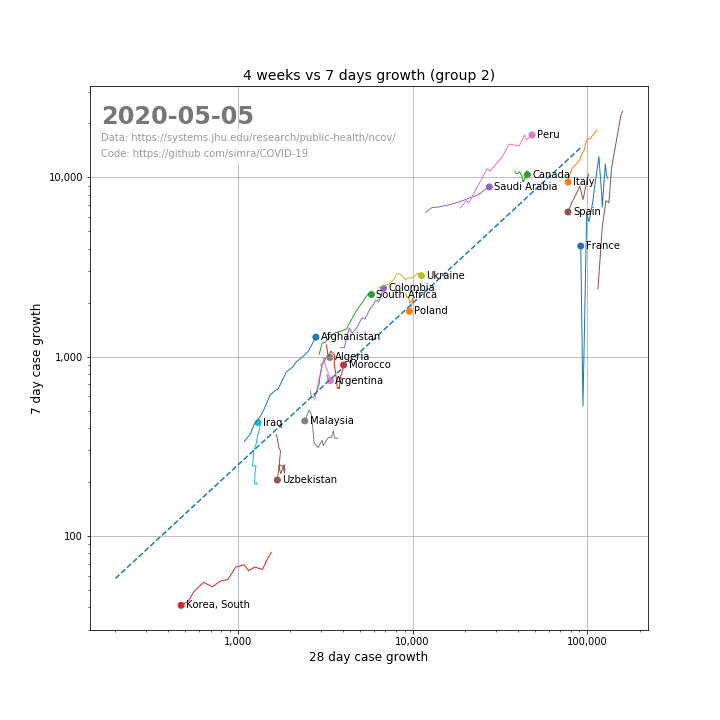 4 weeks vs 7 days growth (group 2)
2020-05-05
Data: https://systems.jhu.edu/research/public-health/ncov/
Code: https://github.com/simra/COVID-19
Peru
Canada
Italy
Saudi Arabia
Spain
France
Ukraine
Colombia
South Africa
Poland
Afghanistan
Algeria
Morocco
Argentina
Iraq
Malaysia
Uzbekistan
Korea, South
10,000
1,000
100
7 day case growth
1,000
10,000
100,000
28 day case growth